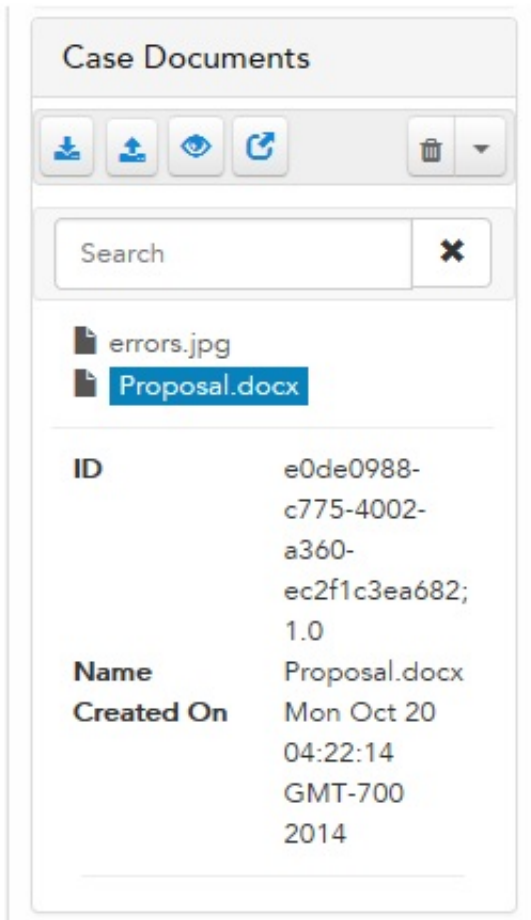 Case Documents
Search
errors.jpg
Proposal.docx
ID e0de0988-
c775-4002-
a360-
ec2f1c3ea682;
1.0
Name Proposal.docx
Created On Mon Oct 20
04:22:14
GMT-700
2014